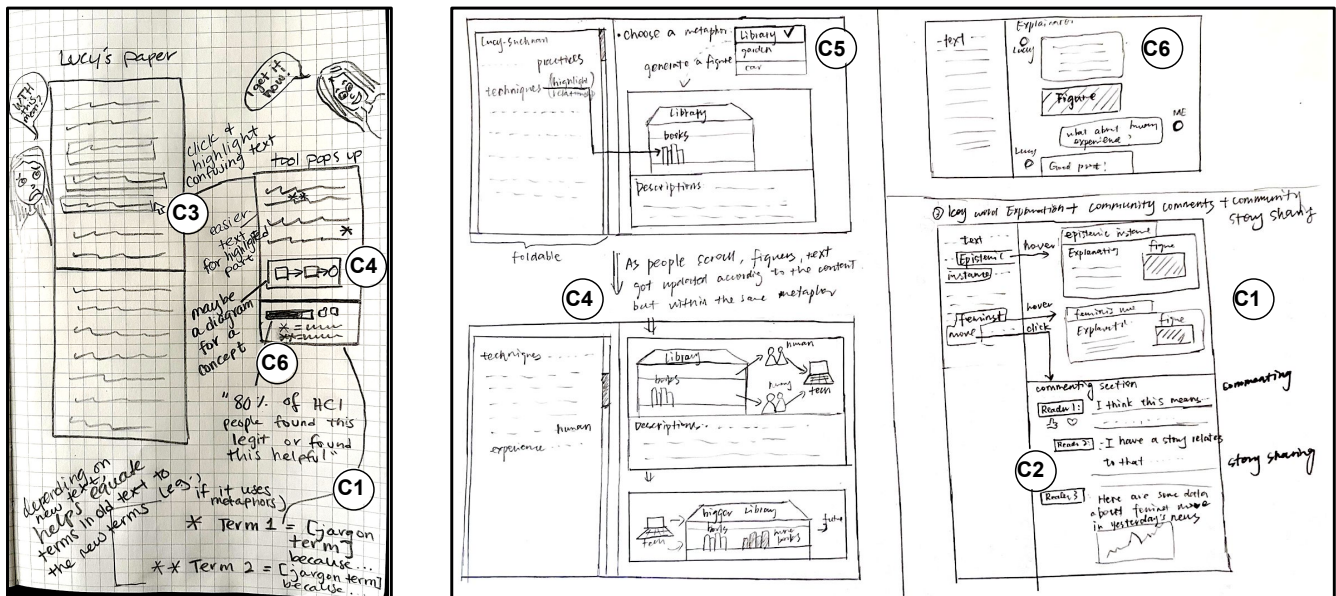 Lucy's paper
WTH
this
mean?
I get it
now!
click &
highlight
confusing text
tool pops up
C3
easier
text
for highlighted
part
**
*
C4
maybe
a diagram
for a
concept
* =
** =
C6
"80% of HCI
people found this
legit or found
this helpful"
C1
depending on
new text,
helps equate
terms in old text to
the new terms
(eg.,
if it uses
metaphors)
* Term 1 = [jargon
term]
because...
** Term 2 = [jargon term]
because...
Lucy-Suchman
practices
techniques
(highlight)
• choose a metaphor
Library ✓
garden
car
C5
generate a figure
Library
books
Descriptions
foldable
C4
As people scroll, figures, text
got updated according to the content
but within the same metaphor
techniques
human
experience
Library
books
human
tech
Descriptions
tech
bigger Library
books
more
books
future
text
Explainer
Lucy
Figure
ME
what about
experience?
Lucy
Good point!
C6
② key word Explanation + community comments + community
story sharing
text
Epistemic
instance
hover
epistemic instance
Explanation
figure
C1
feminist
move
hover
click
figure
commenting section
commenting
Reader 1:
I think this means...
Reader 2:
I have a story relates
to that
story sharing
C2
Reader 3
Here are some data
about feminist move
in yesterday's news